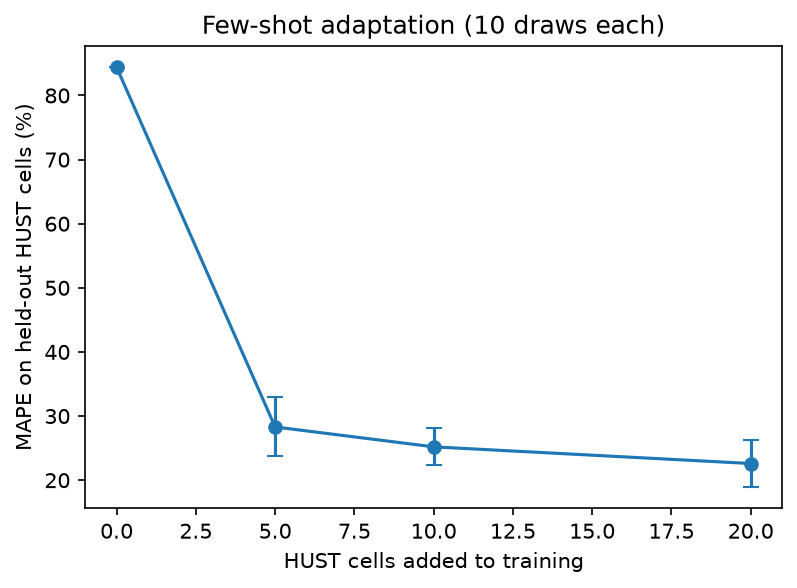 Few-shot adaptation (10 draws each)
MAPE on held-out HUST cells (%)
80
70
60
50
40
30
20
0.0 2.5 5.0 7.5 10.0 12.5 15.0 17.5 20.0
HUST cells added to training